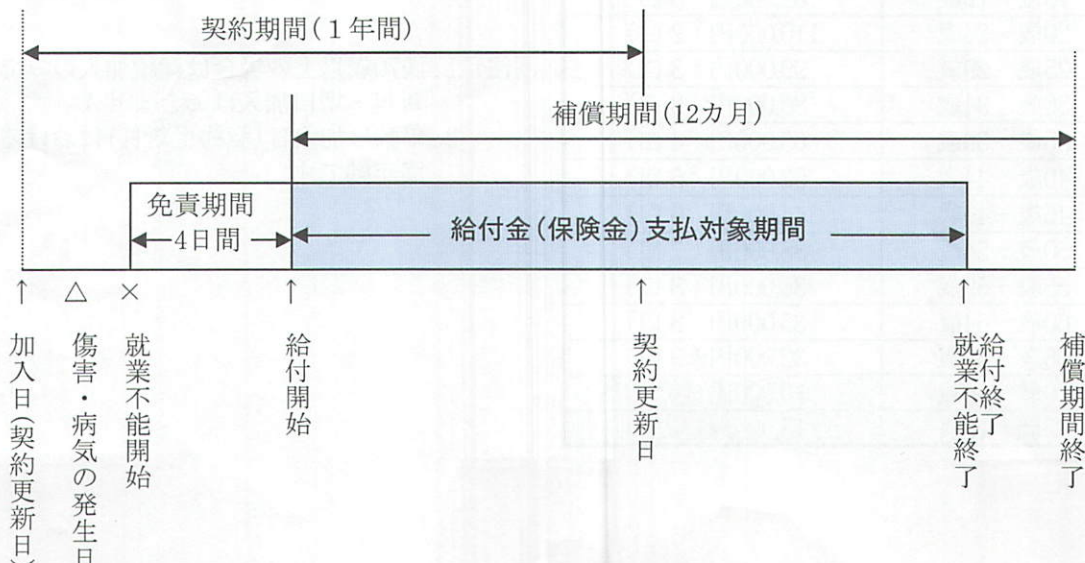 契約期間(1年間)
補償期間(12カ月)
免責期間
4日間
給付金(保険金)支払対象期間
↑ △ × ↑ ↑ ↑
加入日(契約更新日)
傷害・病気の発生日
就業不能開始
給付開始
契約更新日
給付終了
就業不能終了
補償期間終了